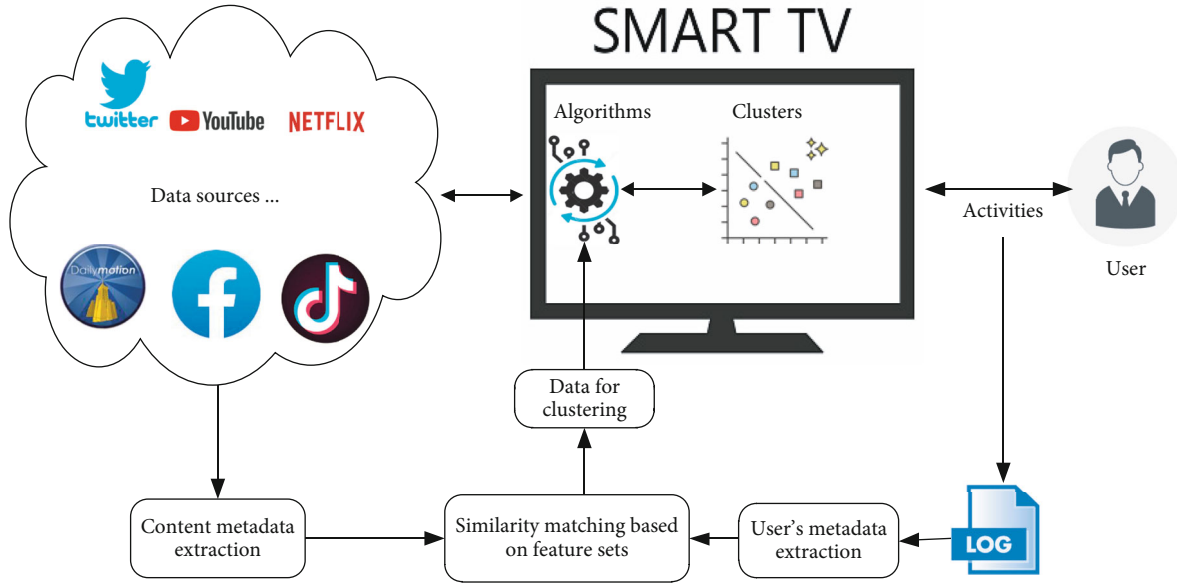 SMART TV
twitter
YouTube
NETFLIX
Data sources ...
Dailymotion
Algorithms
Clusters
Activities
User
Data for
clustering
Content metadata
extraction
Similarity matching based
on feature sets
User's metadata
extraction
LOG